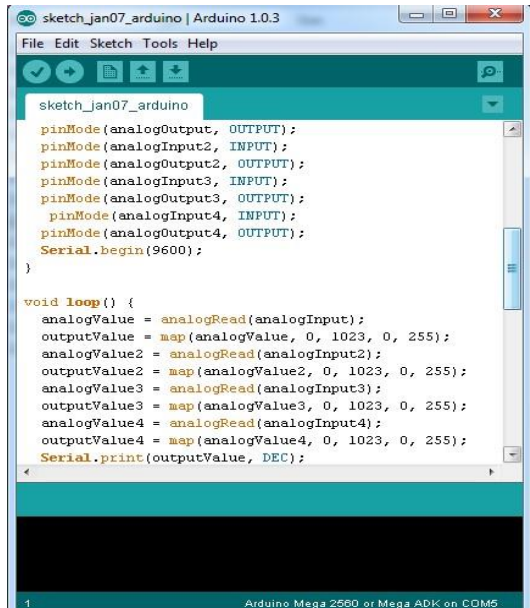 sketch_jan07_arduino | Arduino 1.0.3
File Edit Sketch Tools Help
sketch_jan07_arduino
pinMode(analogOutput, OUTPUT);
pinMode(analogInput2, INPUT);
pinMode(analogOutput2, OUTPUT);
pinMode(analogInput3, INPUT);
pinMode(analogOutput3, OUTPUT);
pinMode(analogInput4, INPUT);
pinMode(analogOutput4, OUTPUT);
Serial.begin(9600);
}
void loop() {
analogValue = analogRead(analogInput);
outputValue = map(analogValue, 0, 1023, 0, 255);
analogValue2 = analogRead(analogInput2);
outputValue2 = map(analogValue2, 0, 1023, 0, 255);
analogValue3 = analogRead(analogInput3);
outputValue3 = map(analogValue3, 0, 1023, 0, 255);
analogValue4 = analogRead(analogInput4);
outputValue4 = map(analogValue4, 0, 1023, 0, 255);
Serial.print(outputValue, DEC);
1 Arduino Mega 2560 or Mega ADK on COM5